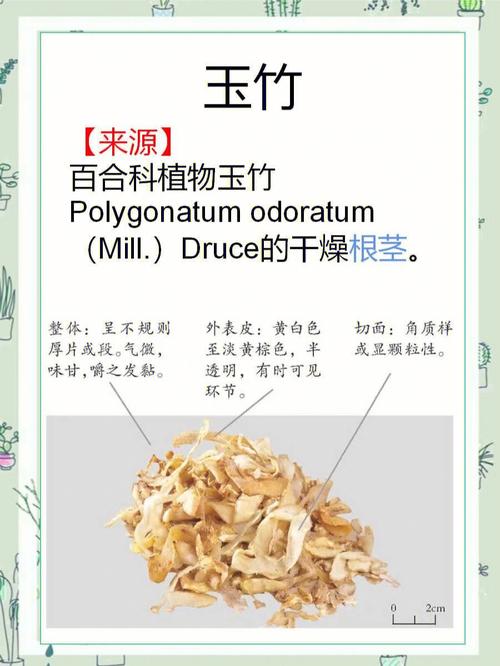 玉竹
【来源】
百合科植物玉竹
Polygonatum odoratum
（Mill.）Druce的干燥根茎。
整体：呈不规则
厚片或段。气微，
味甘，嚼之发黏。
外表皮：黄白色
至淡黄棕色，半
透明，有时可见
环节。
切面：角质样
或显颗粒性。
0 2cm